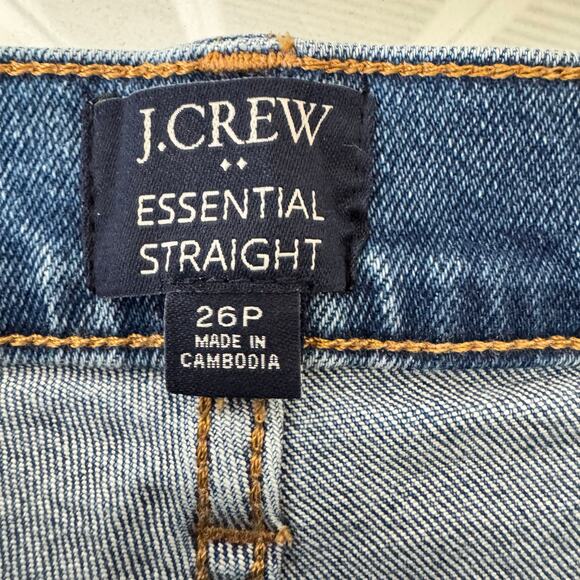 J.CREW
ESSENTIAL
STRAIGHT
26P
MADE IN
CAMBODIA